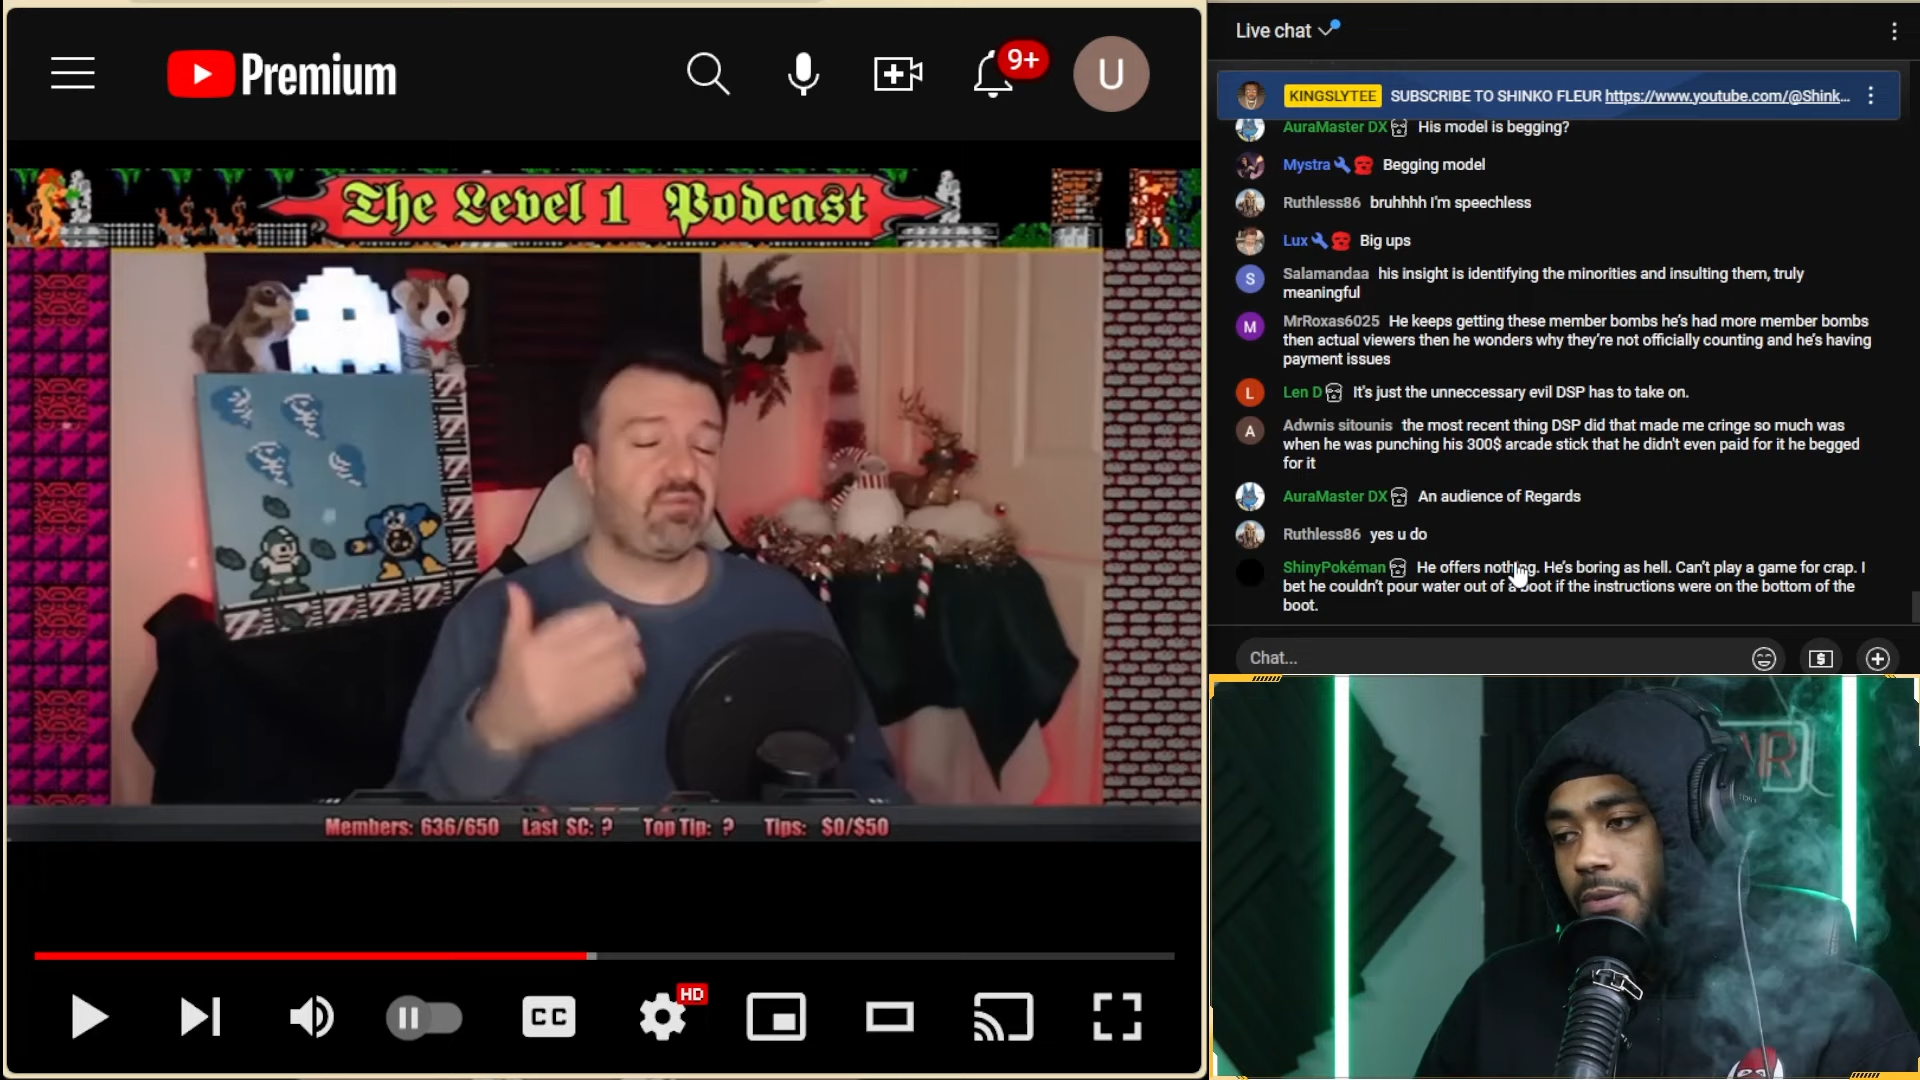 Premium
9+
U
The Level 1 Podcast
Members: 636/650 Last SC: ? Top Tip: ? Tips: $0/$50
CC
HD
Live chat
KINGSLYTEE SUBSCRIBE TO SHINKO FLEUR https://www.youtube.com/@Shink...
AuraMaster DX His model is begging?
Mystra Begging model
Ruthless86 bruhhhh I'm speechless
Lux Big ups
S
Salamandaa his insight is identifying the minorities and insulting them, truly
meaningful
M
MrRoxas6025 He keeps getting these member bombs he's had more member bombs
then actual viewers then he wonders why they're not officially counting and he's having
payment issues
L
Len D It's just the unneccessary evil DSP has to take on.
A
Adwnis sitounis the most recent thing DSP did that made me cringe so much was
when he was punching his 300$ arcade stick that he didn't even paid for it he begged
for it
AuraMaster DX An audience of Regards
Ruthless86 yes u do
ShinyPokéman He offers nothing. He's boring as hell. Can't play a game for crap. I
bet he couldn't pour water out of a boot if the instructions were on the bottom of the
boot.
Chat...